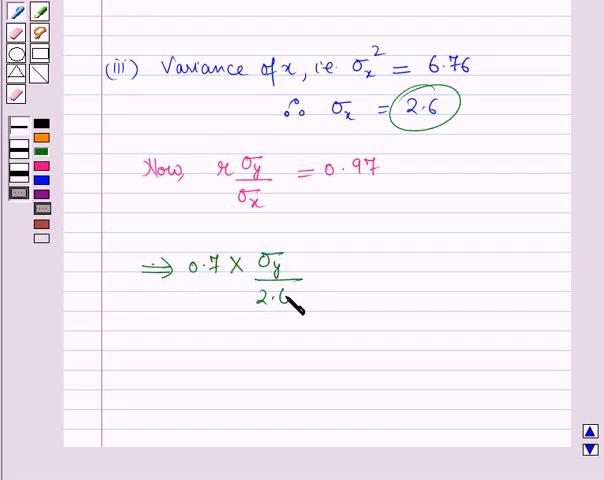 (iii) Variance of x, i.e. σx² = 6.76
∴ σx = 2.6
Now, r σy/σx = 0.97
⇒ 0.7 × σy/2.6